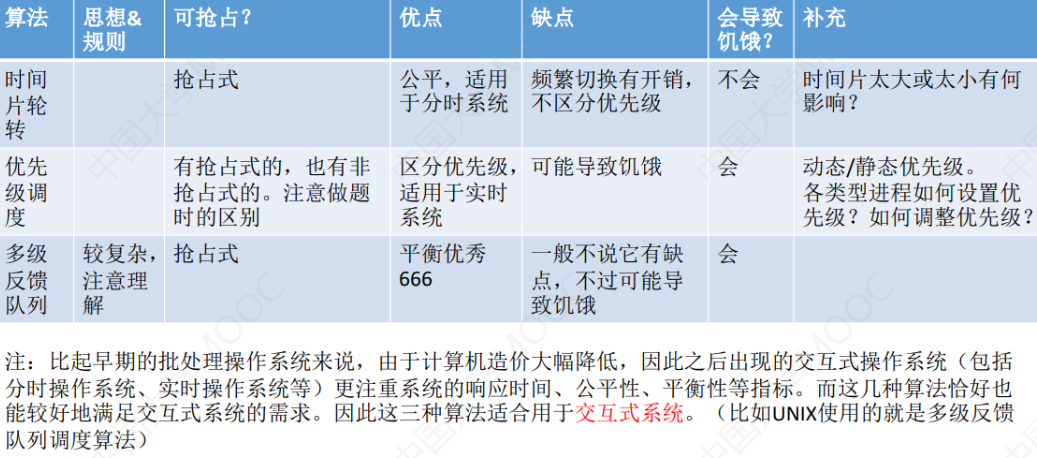 算法 思想& 可抢占? 优点 缺点 会导致 补充
规则 饥饿?
时间 抢占式 公平，适用 频繁切换有开销， 不会 时间片太大或太小有何
片轮 于分时系统 不区分优先级 影响？
转
优先 有抢占式的，也有非 区分优先级， 可能导致饥饿 会 动态/静态优先级。
级调 抢占式的。注意做题 适用于实时 各类型进程如何设置优
度 时的区别 系统 先级？如何调整优先级？
多级 较复杂， 抢占式 平衡优秀 一般不说它有缺 会
反馈 注意理 666 点，不过可能导
队列 解 致饥饿
注：比起早期的批处理操作系统来说，由于计算机造价大幅降低，因此之后出现的交互式操作系统（包括
分时操作系统、实时操作系统等）更注重系统的响应时间、公平性、平衡性等指标。而这几种算法恰好也
能较好地满足交互式系统的需求。因此这三种算法适合用于交互式系统。（比如UNIX使用的就是多级反馈
队列调度算法）
中国大学MOOC